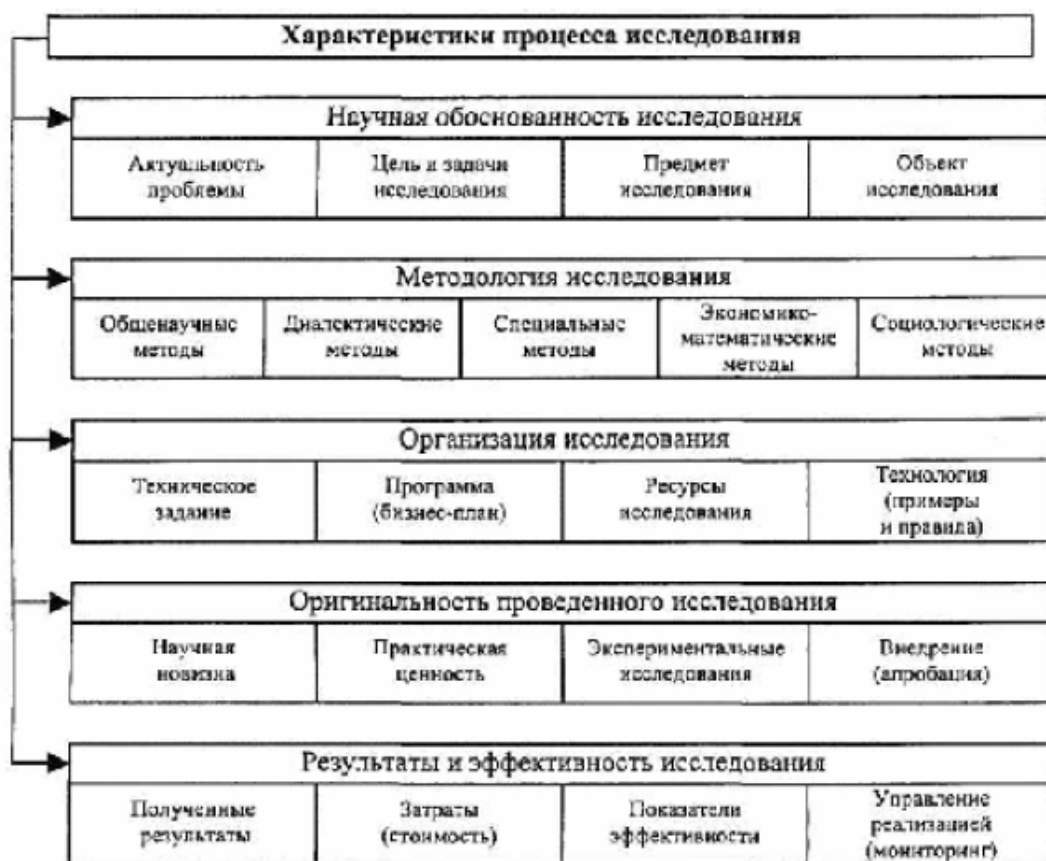 Характеристики процесса исследования
Научная обоснованность исследования
Актуальность проблемы
Цель и задачи исследования
Предмет исследования
Объект исследования
Методология исследования
Общенаучные методы
Диалектические методы
Специальные методы
Экономико-математические методы
Социологические методы
Организация исследования
Техническое задание
Программа (бизнес-план)
Ресурсы исследования
Технология (примеры и правила)
Оригинальность проведенного исследования
Научная новизна
Практическая ценность
Экспериментальные исследования
Внедрение (апробация)
Результаты и эффективность исследования
Полученные результаты
Затраты (стоимость)
Показатели эффективности
Управление реализацией (мониторинг)